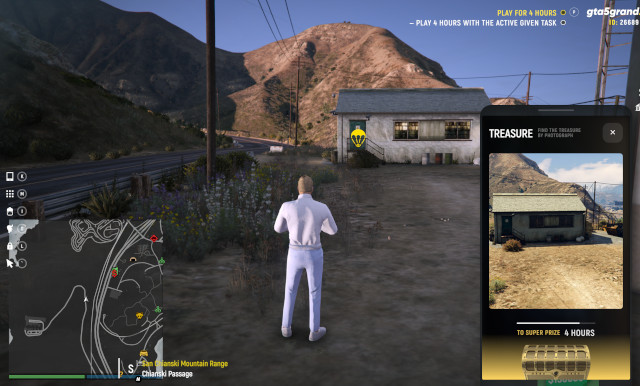 PLAY FOR 4 HOURS
F
gta5grand.
– PLAY 4 HOURS WITH THE ACTIVE GIVEN TASK
ID: 26689
TREASURE
FIND THE TREASURE
BY PHOTOGRAPH
×
K
M
I
L
TO SUPER PRIZE 4 HOURS
S
San Chianski Mountain Range
Chianski Passage